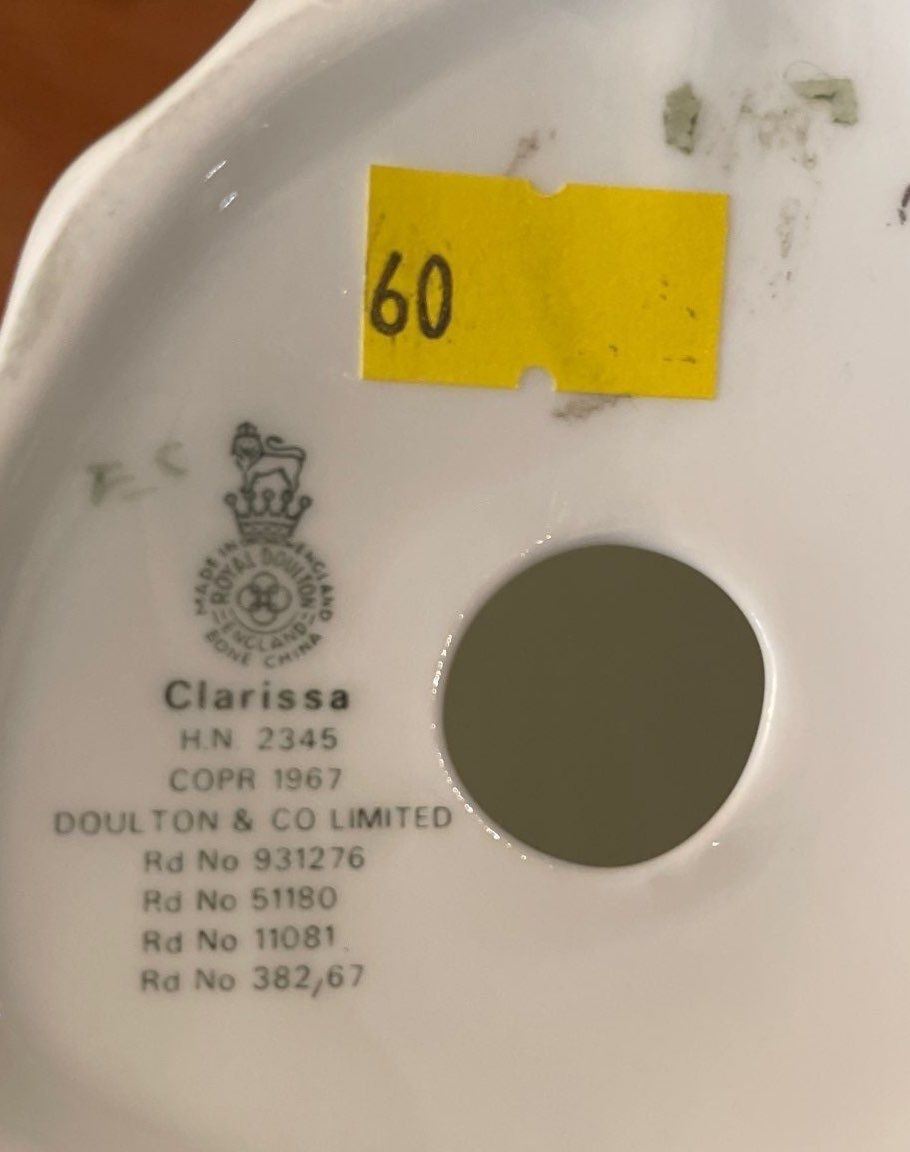 60
MADE IN ENGLAND
ROYAL DOULTON
ENGLAND
BONE CHINA
Clarissa
H.N. 2345
COPR 1967
DOULTON & CO LIMITED
Rd No 931276
Rd No 51180
Rd No 11081
Rd No 382/67